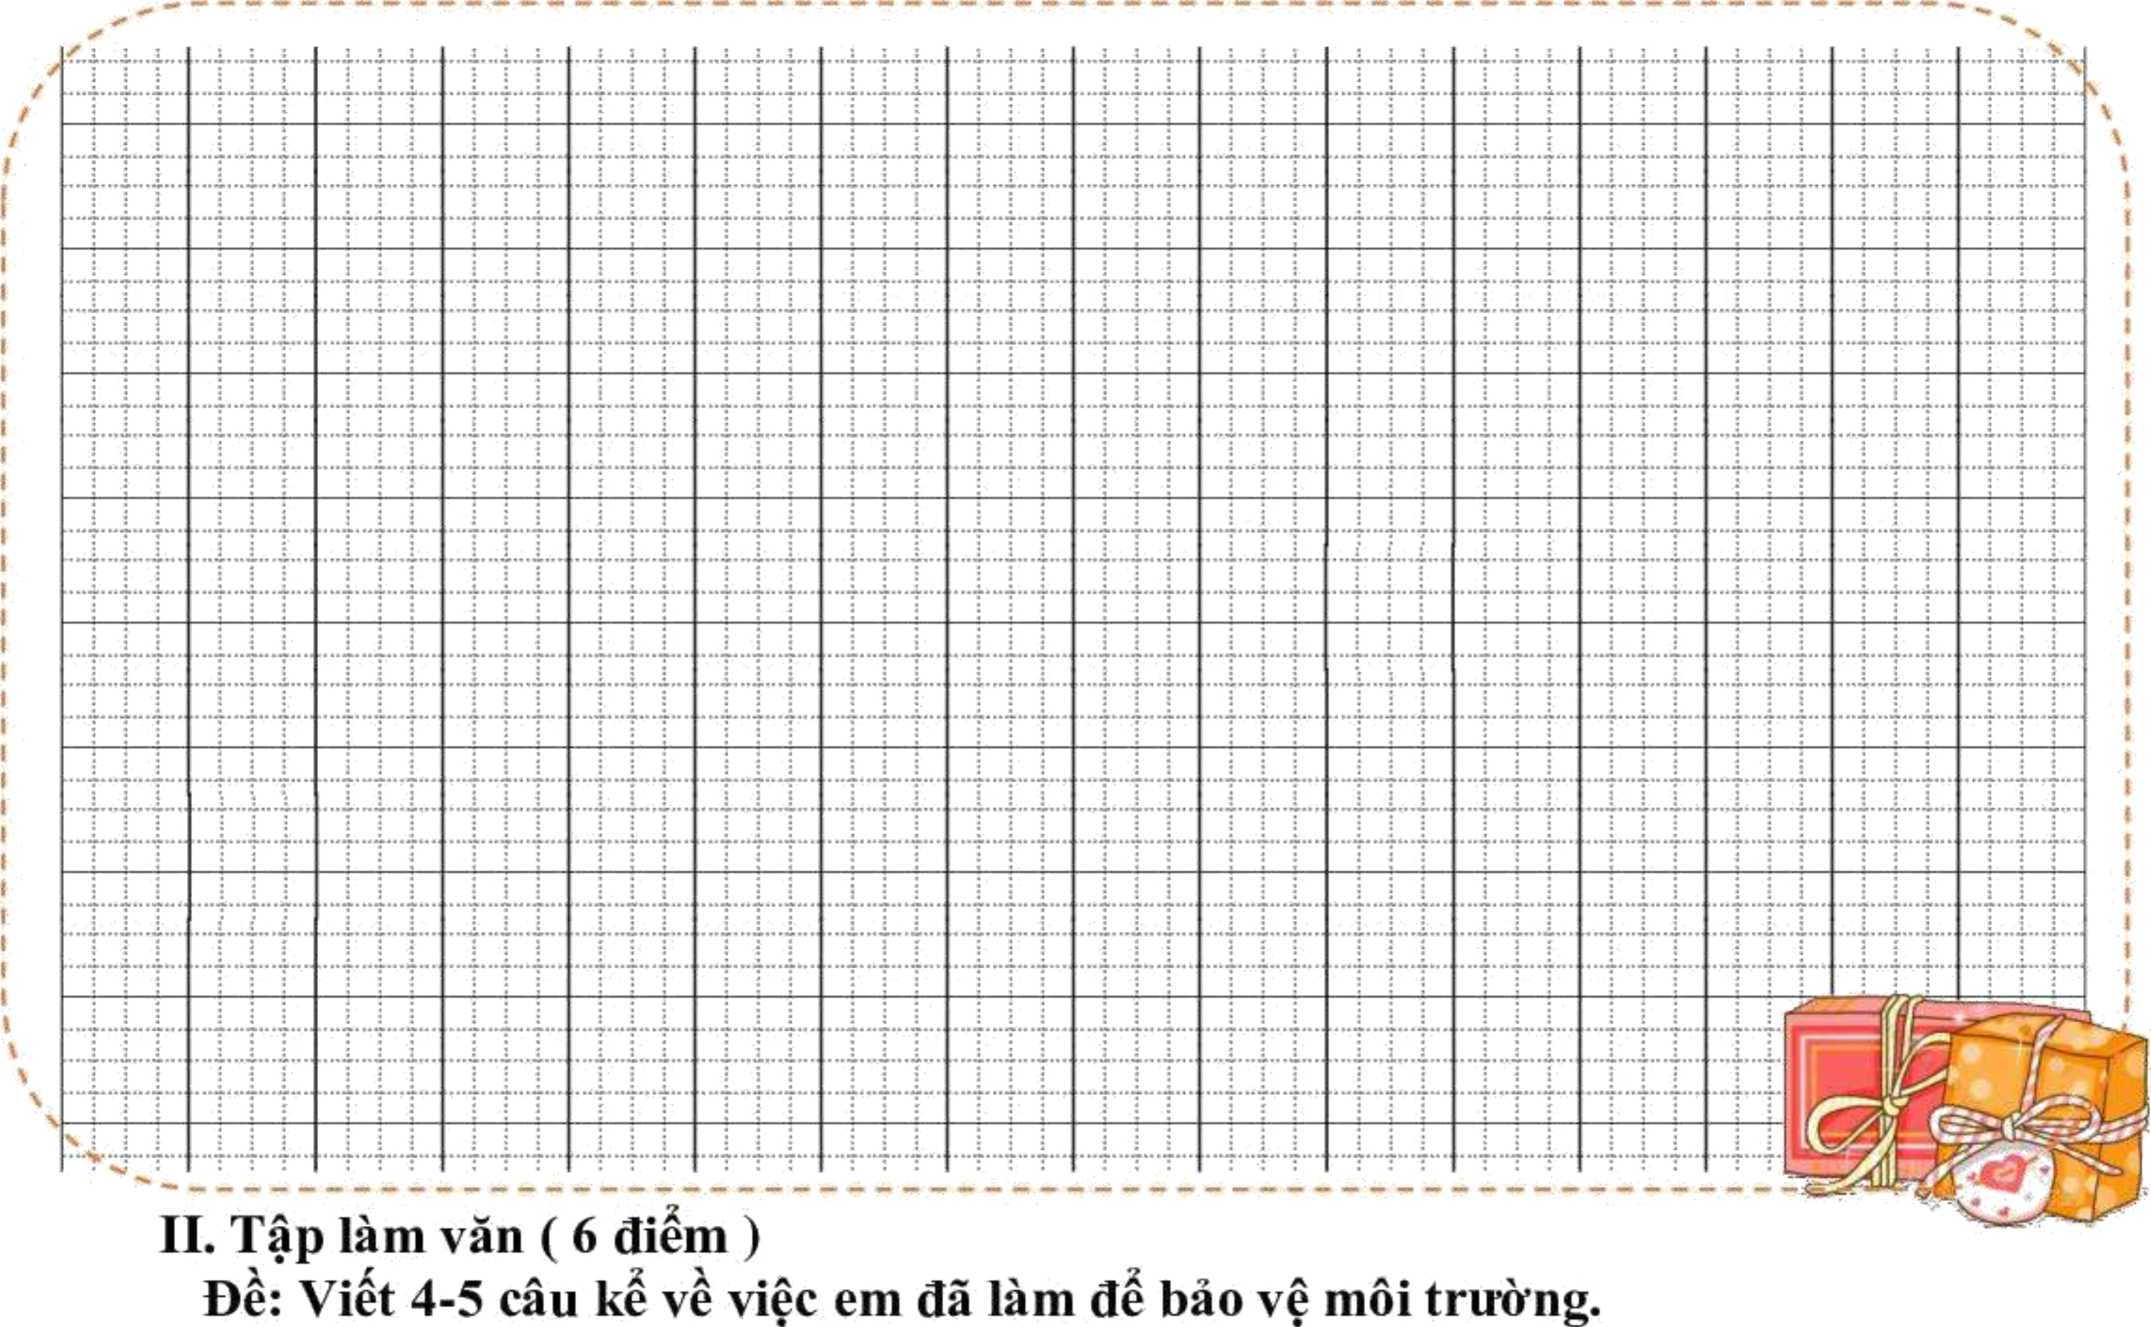 II. Tập làm văn ( 6 điểm )
Đề: Viết 4-5 câu kể về việc em đã làm để bảo vệ môi trường.